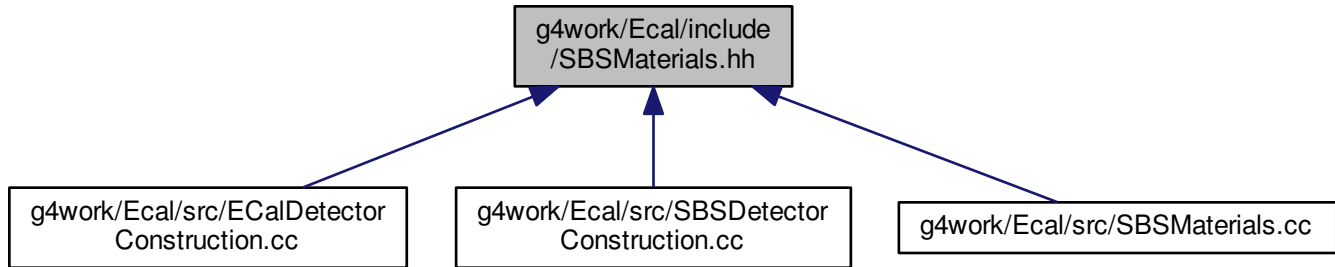 g4work/Ecal/include
/SBSMaterials.hh
g4work/Ecal/src/ECalDetector
Construction.cc
g4work/Ecal/src/SBSDetector
Construction.cc
g4work/Ecal/src/SBSMaterials.cc